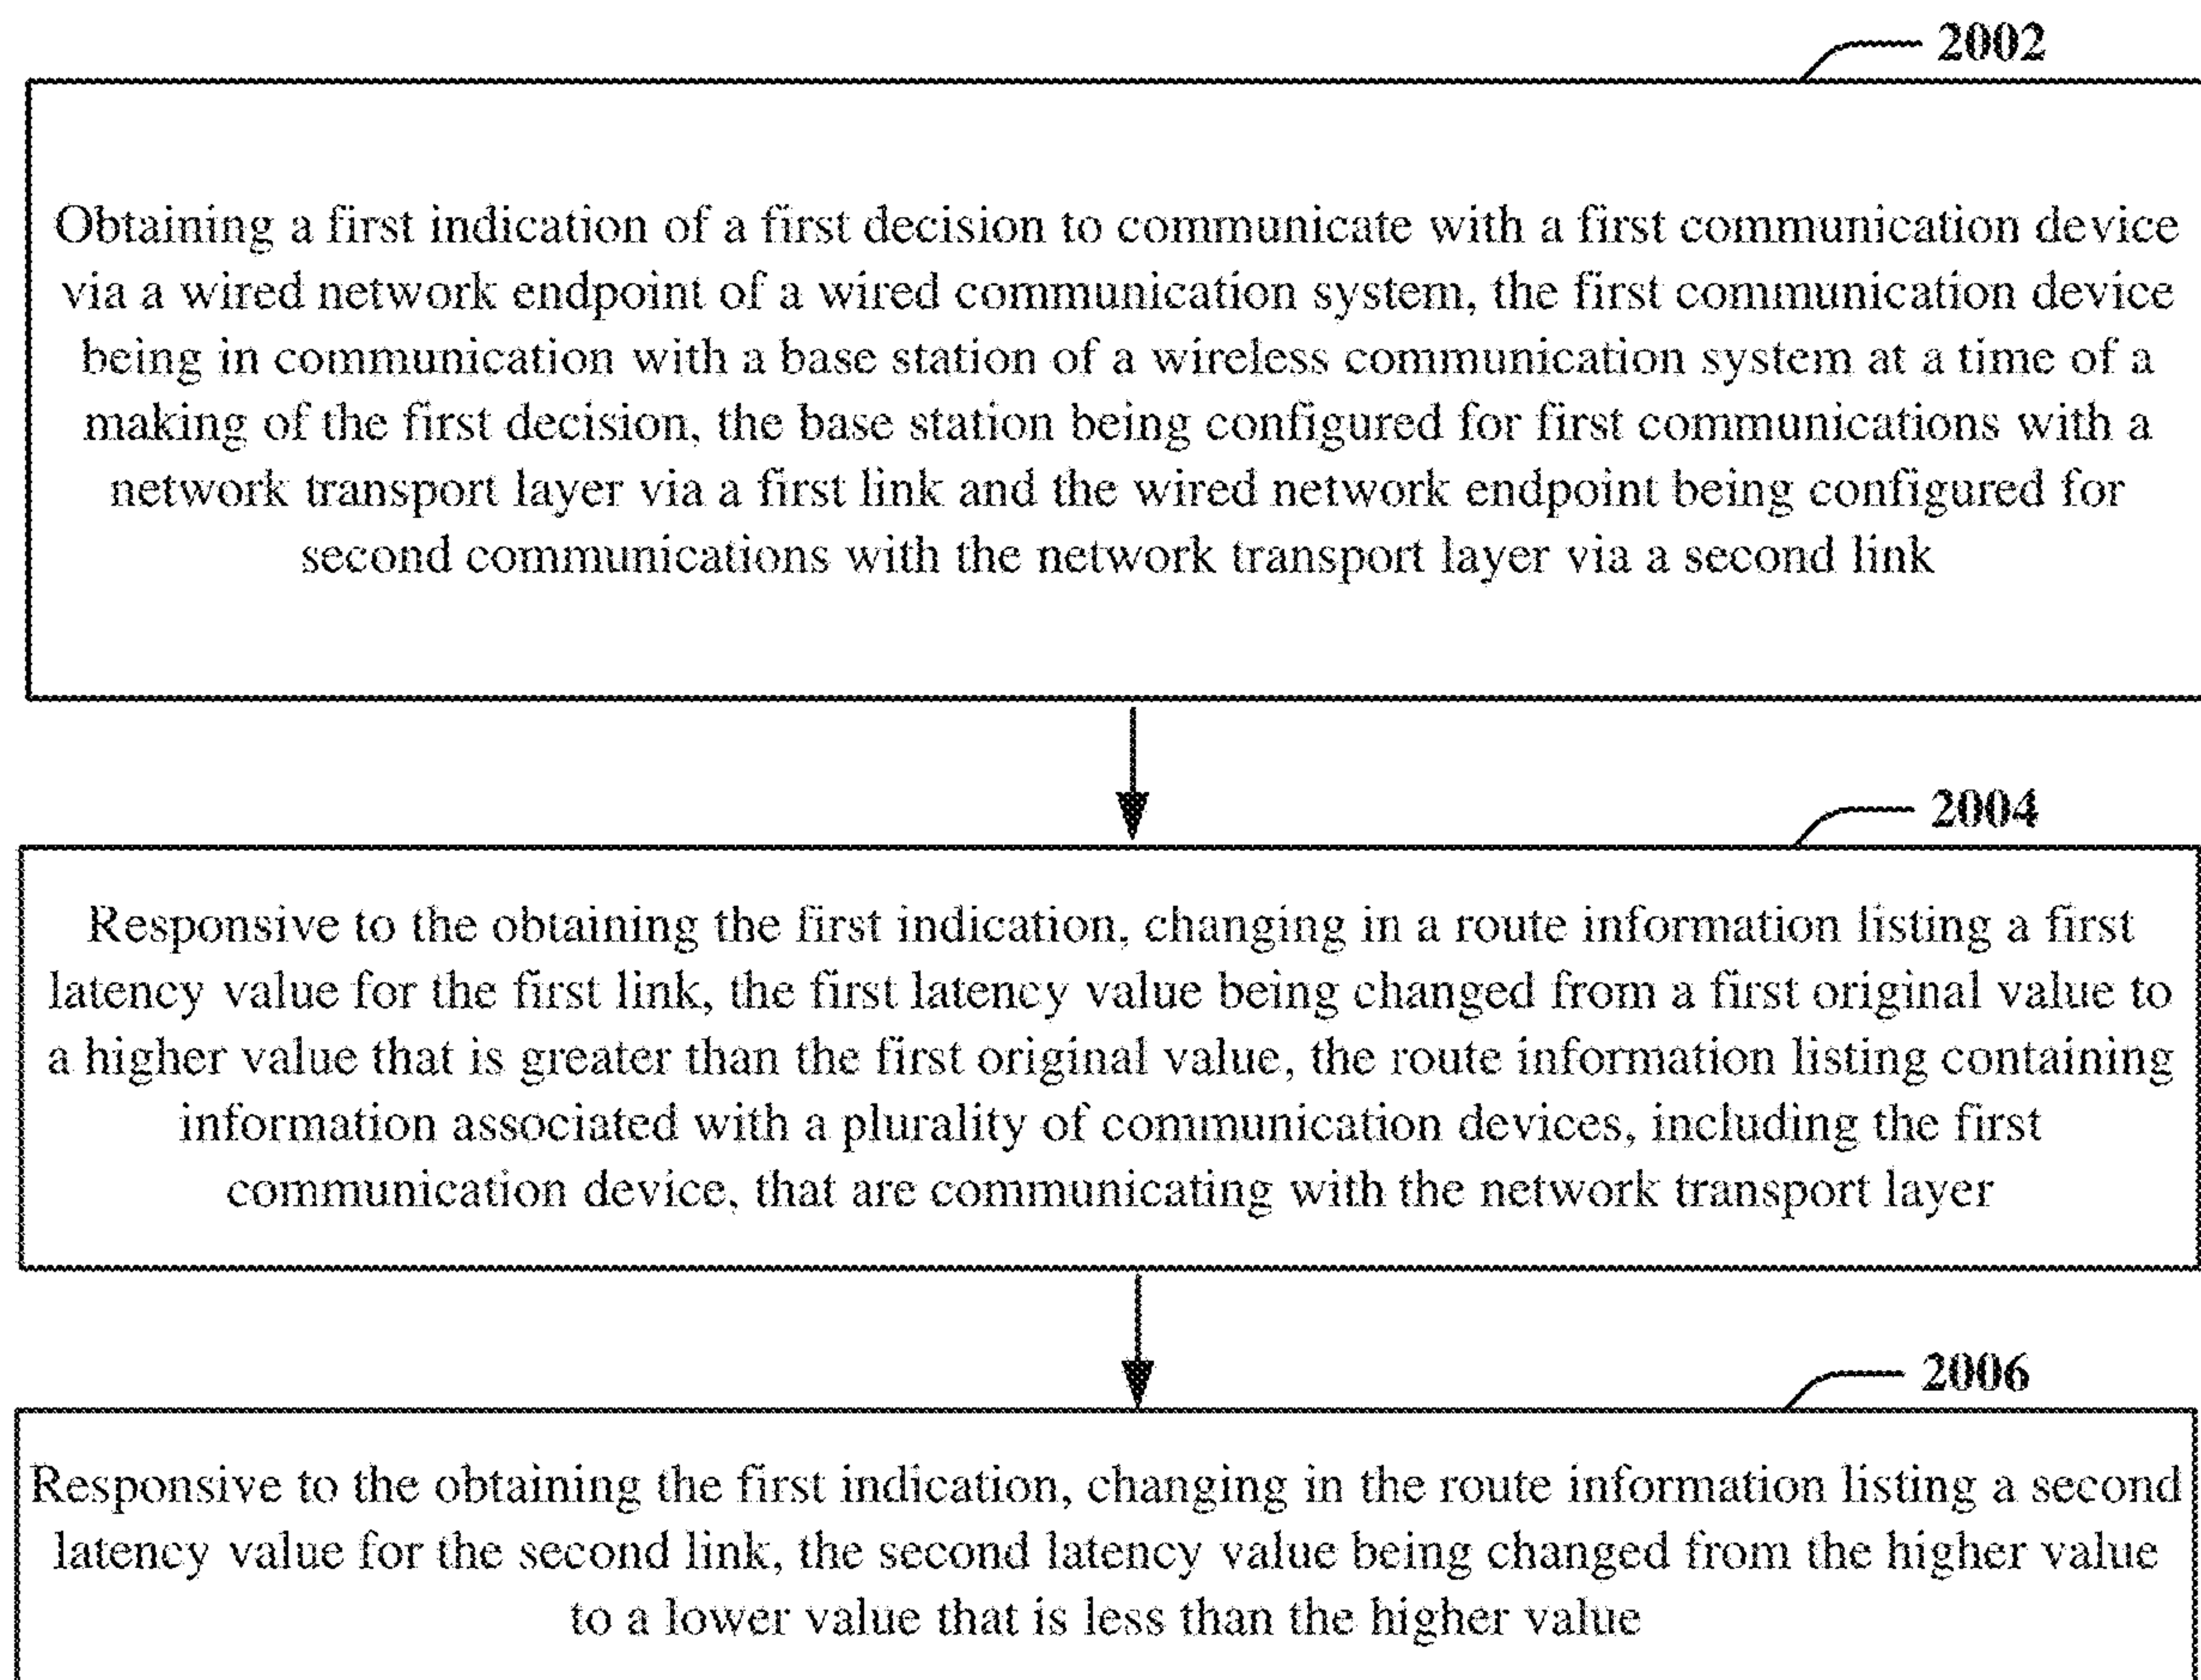 2002
Obtaining a first indication of a first decision to communicate with a first communication device
via a wired network endpoint of a wired communication system, the first communication device
being in communication with a base station of a wireless communication system at a time of a
making of the first decision, the base station being configured for first communications with a
network transport layer via a first link and the wired network endpoint being configured for
second communications with the network transport layer via a second link
2004
Responsive to the obtaining the first indication, changing in a route information listing a first
latency value for the first link, the first latency value being changed from a first original value to
a higher value that is greater than the first original value, the route information listing containing
information associated with a plurality of communication devices, including the first
communication device, that are communicating with the network transport layer
2006
Responsive to the obtaining the first indication, changing in the route information listing a second
latency value for the second link, the second latency value being changed from the higher value
to a lower value that is less than the higher value